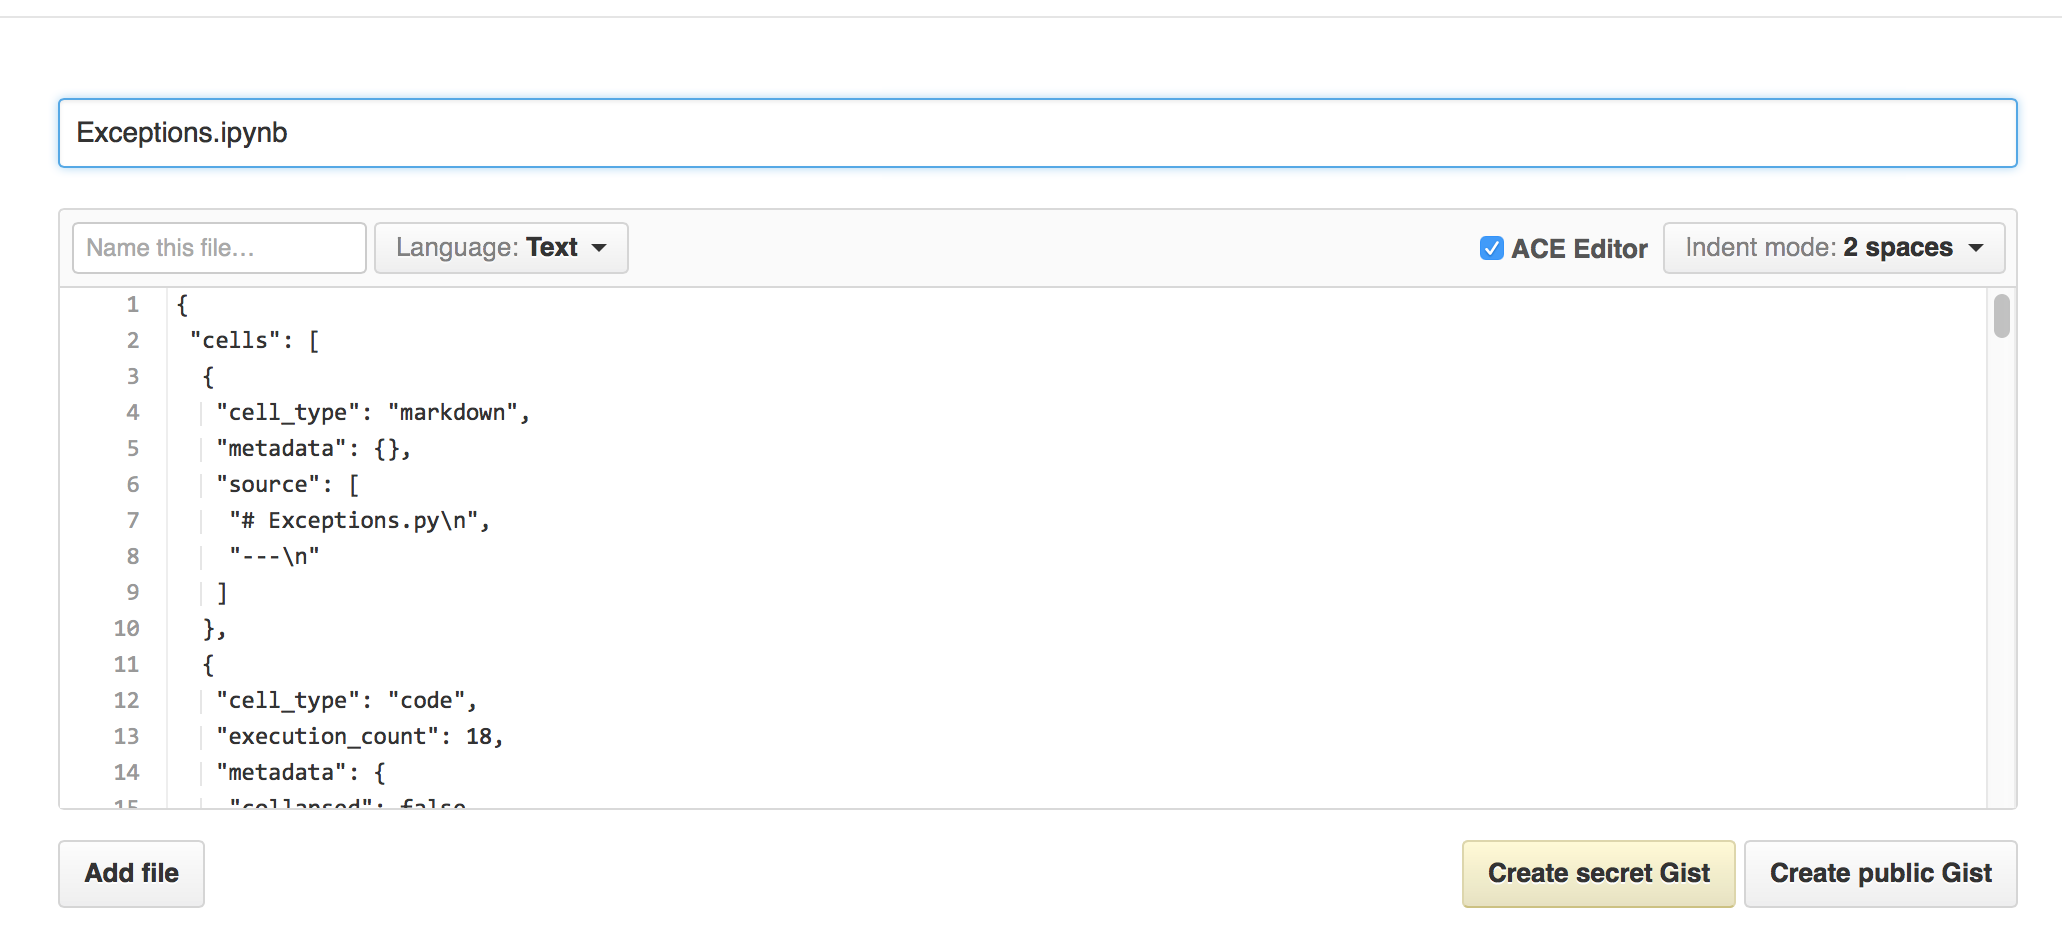 Exceptions.ipynb
Name this file…
Language: Text
ACE Editor
Indent mode: 2 spaces
1 {
2 "cells": [
3 {
4 "cell_type": "markdown",
5 "metadata": {},
6 "source": [
7 "# Exceptions.py\n",
8 "---\n"
9 ]
10 },
11 {
12 "cell_type": "code",
13 "execution_count": 18,
14 "metadata": {
15 "collapsed": false
Add file
Create secret Gist
Create public Gist